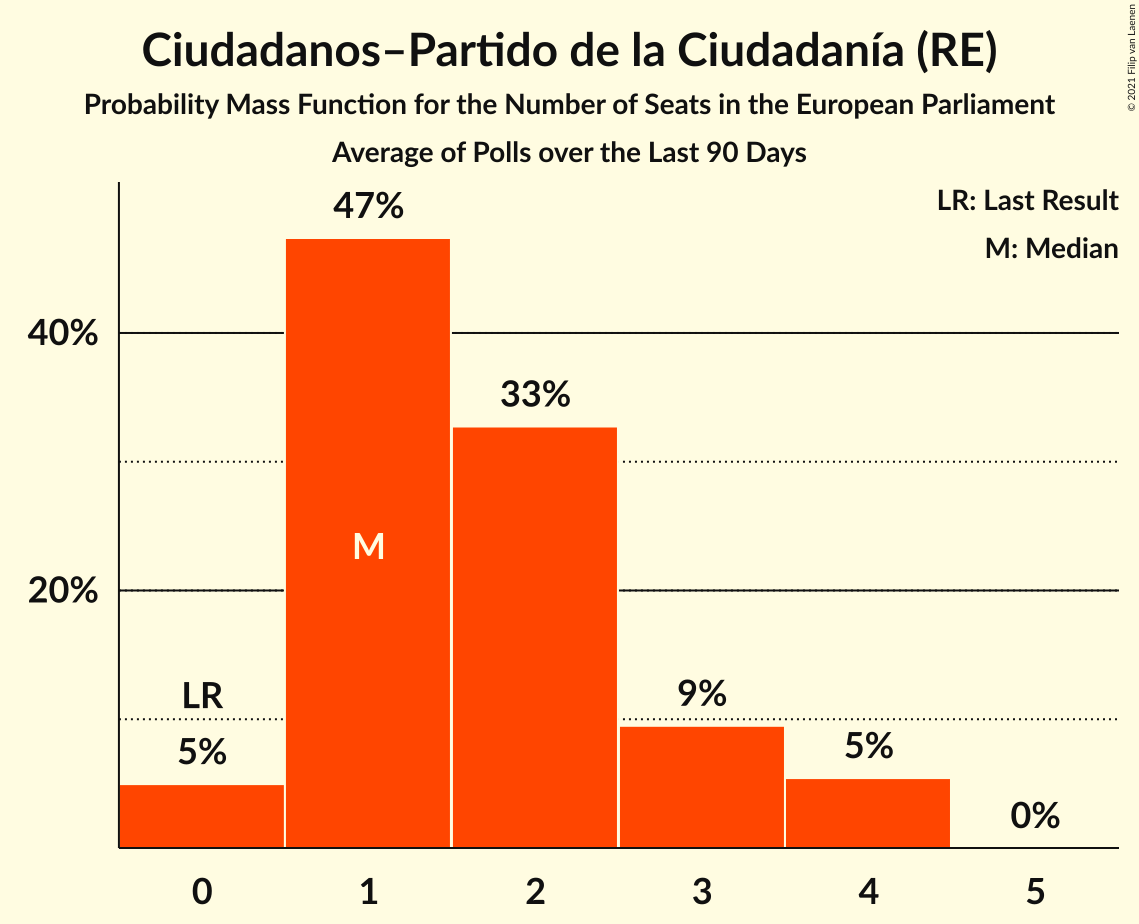 Ciudadanos–Partido de la Ciudadanía (RE)
Probability Mass Function for the Number of Seats in the European Parliament
Average of Polls over the Last 90 Days
© 2021 Filip van Laenen
LR: Last Result
M: Median
47%
40%
33%
M
20%
LR
9%
5%
5%
0%
0 1 2 3 4 5